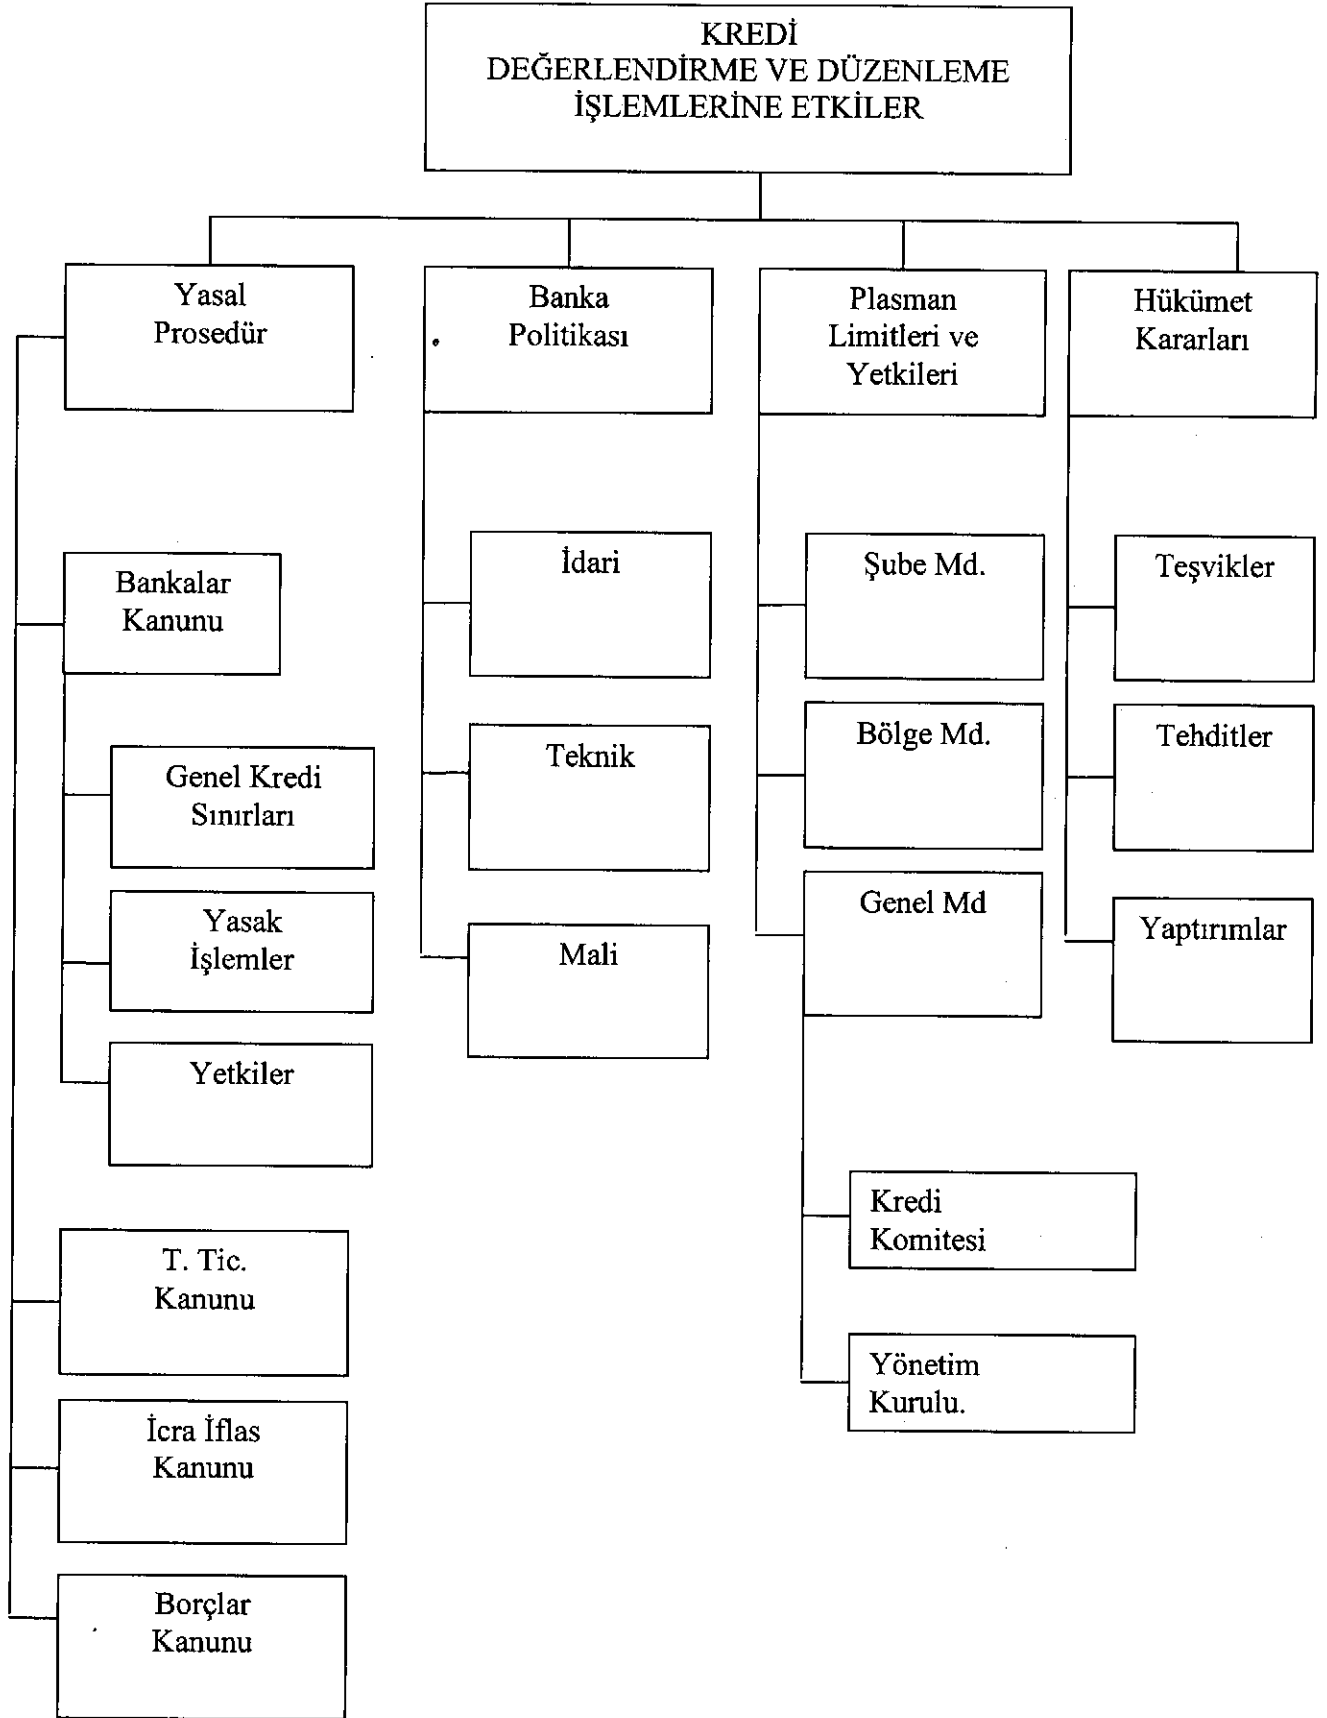 KREDİ
DEĞERLENDİRME VE DÜZENLEME
İŞLEMLERİNE ETKİLER
Yasal
Prosedür
Banka
Politikası
Plasman
Limitleri ve
Yetkileri
Hükümet
Kararları
Bankalar
Kanunu
Genel Kredi
Sınırları
Yasak
İşlemler
Yetkiler
T. Tic.
Kanunu
İcra İflas
Kanunu
Borçlar
Kanunu
İdari
Teknik
Mali
Şube Md.
Bölge Md.
Genel Md
Kredi
Komitesi
Yönetim
Kurulu.
Teşvikler
Tehditler
Yaptırımlar